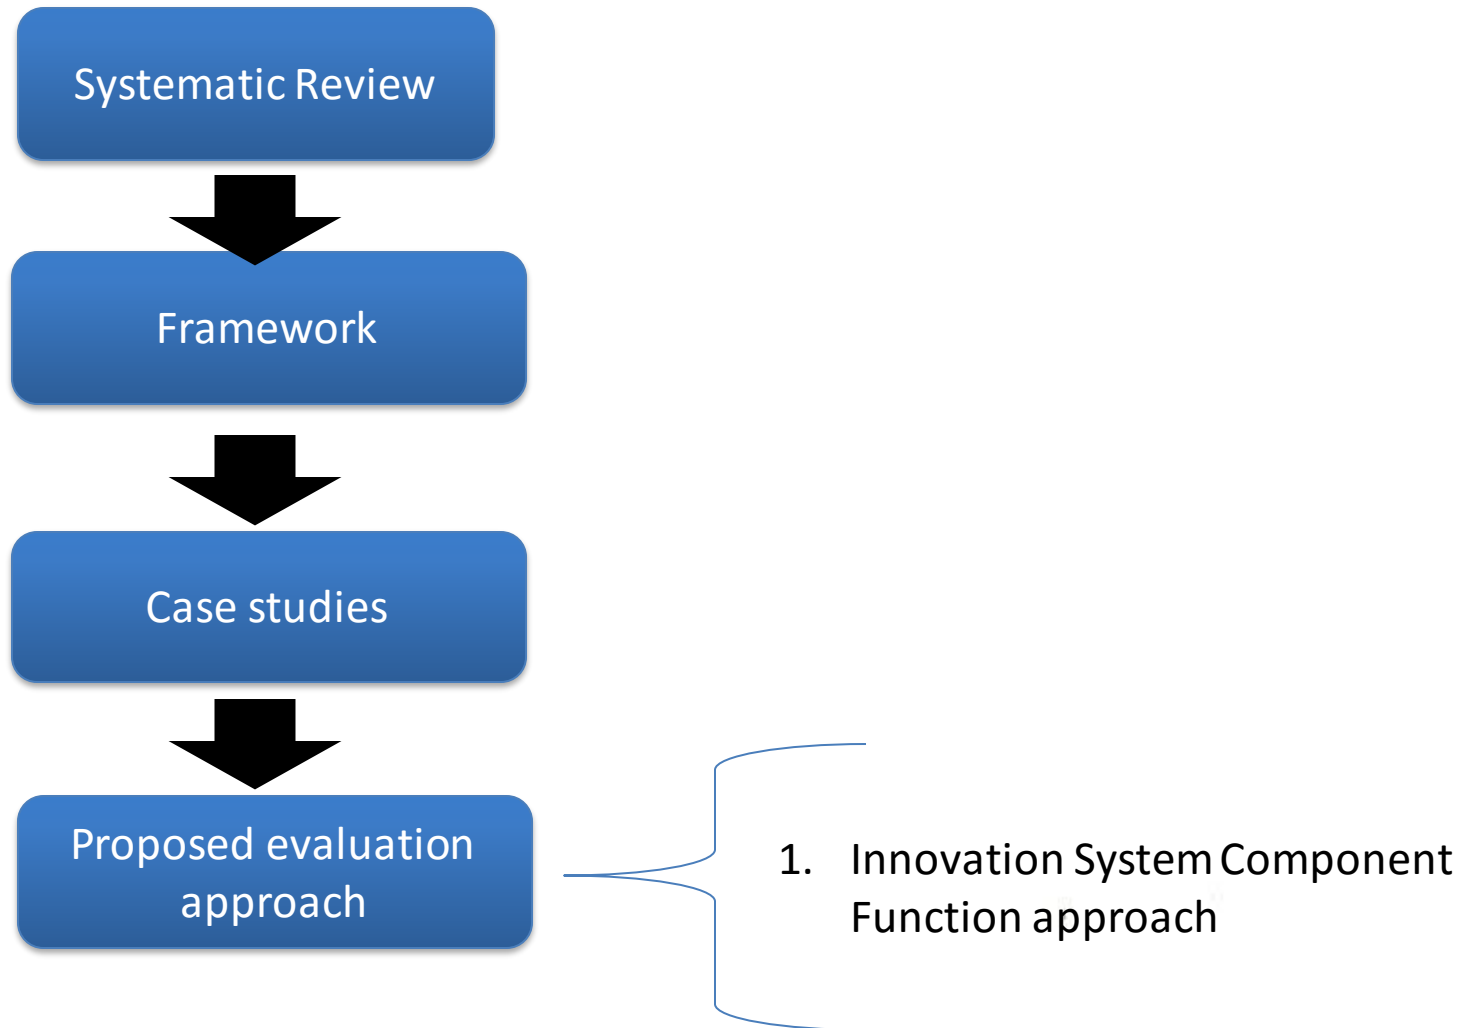 Systematic Review
Framework
Case studies
Proposed evaluation
approach
1. Innovation System Component
Function approach